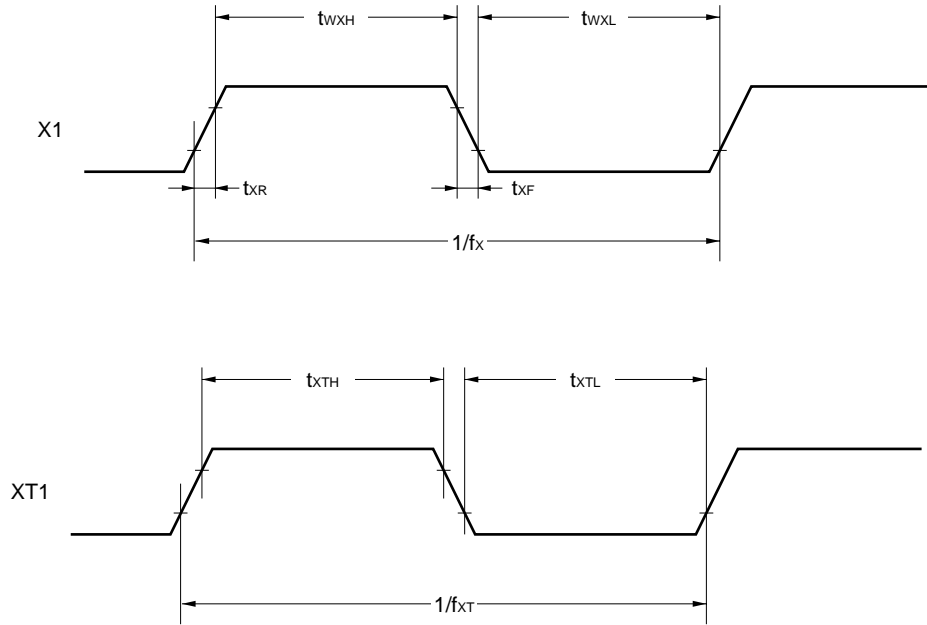 tWXH tWXL
X1
tXR tXF
1/fX
tXTH tXTL
XT1
1/fXT